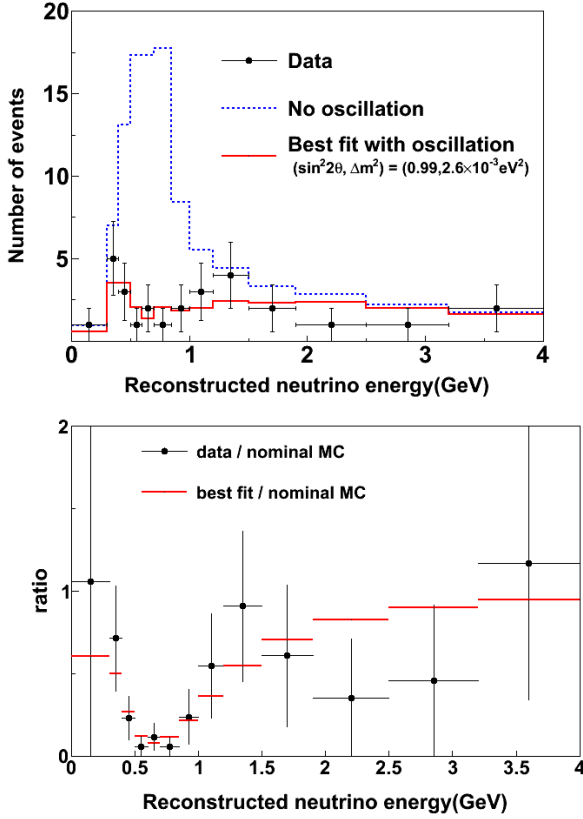 20
15
10
5
0
Number of events
Data
No oscillation
Best fit with oscillation
(sin²2θ, Δm²) = (0.99,2.6×10⁻³eV²)
0 1 2 3 4
Reconstructed neutrino energy(GeV)
2
1
0
ratio
data / nominal MC
best fit / nominal MC
0 0.5 1 1.5 2 2.5 3 3.5 4
Reconstructed neutrino energy(GeV)